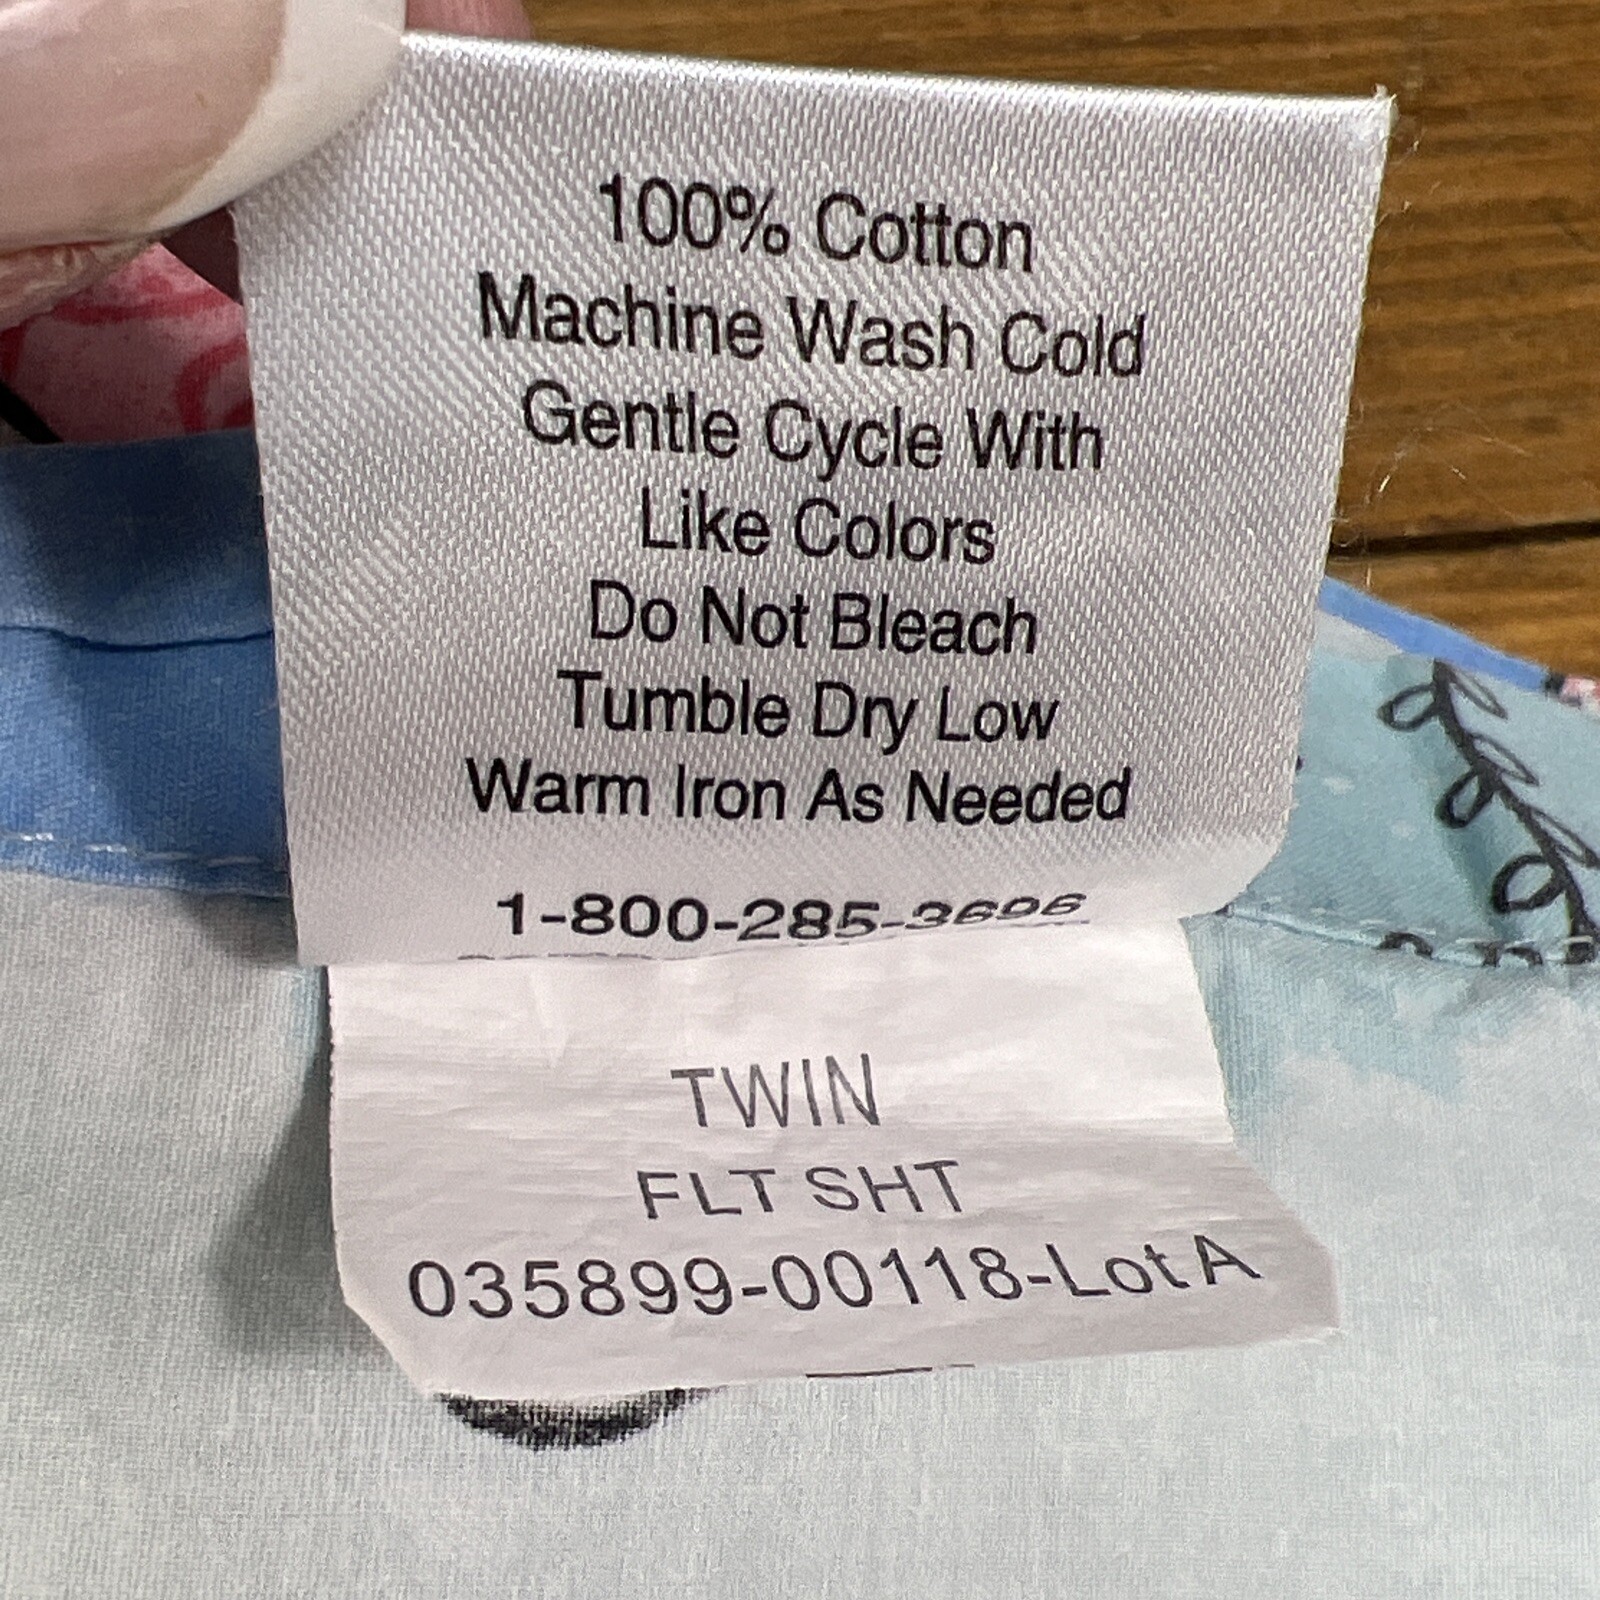 100% Cotton
Machine Wash Cold
Gentle Cycle With
Like Colors
Do Not Bleach
Tumble Dry Low
Warm Iron As Needed
1-800-285-3696
TWIN
FLT SHT
035899-00118-Lot A